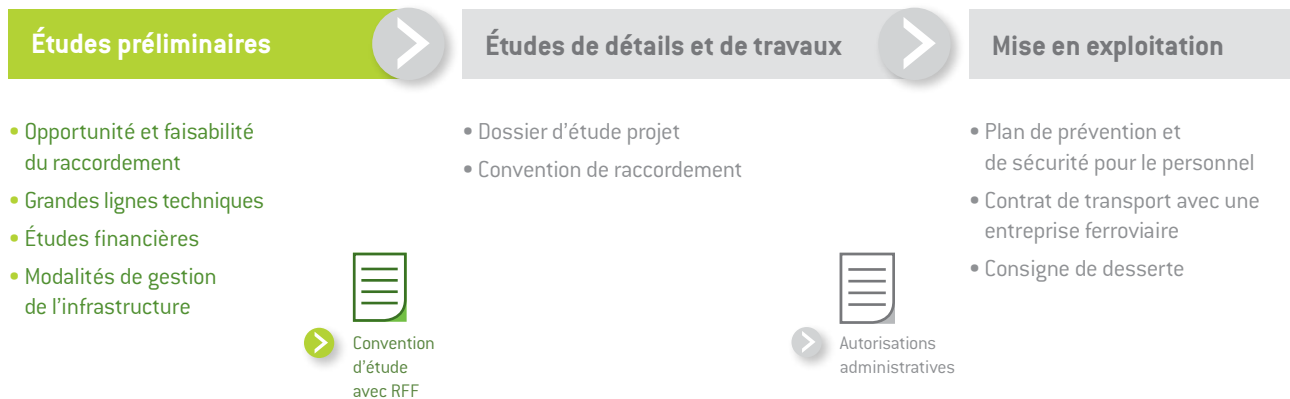 Études préliminaires
• Opportunité et faisabilité
du raccordement
• Grandes lignes techniques
• Études financières
• Modalités de gestion
de l'infrastructure
Convention
d'étude
avec RFF
Études de détails et de travaux
• Dossier d'étude projet
• Convention de raccordement
Autorisations
administratives
Mise en exploitation
• Plan de prévention et
de sécurité pour le personnel
• Contrat de transport avec une
entreprise ferroviaire
• Consigne de desserte